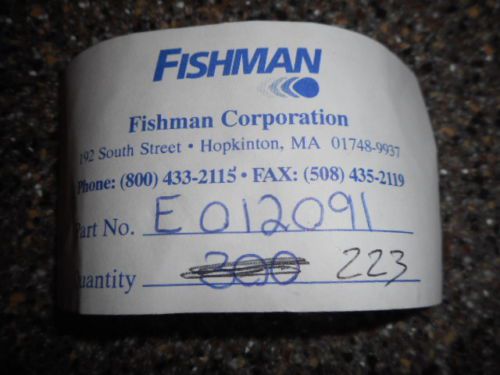 FISHMAN
Fishman Corporation
192 South Street • Hopkinton, MA 01748-9937
Phone: (800) 433-2115 • FAX: (508) 435-2119
Part No. E012091
Quantity 300 223